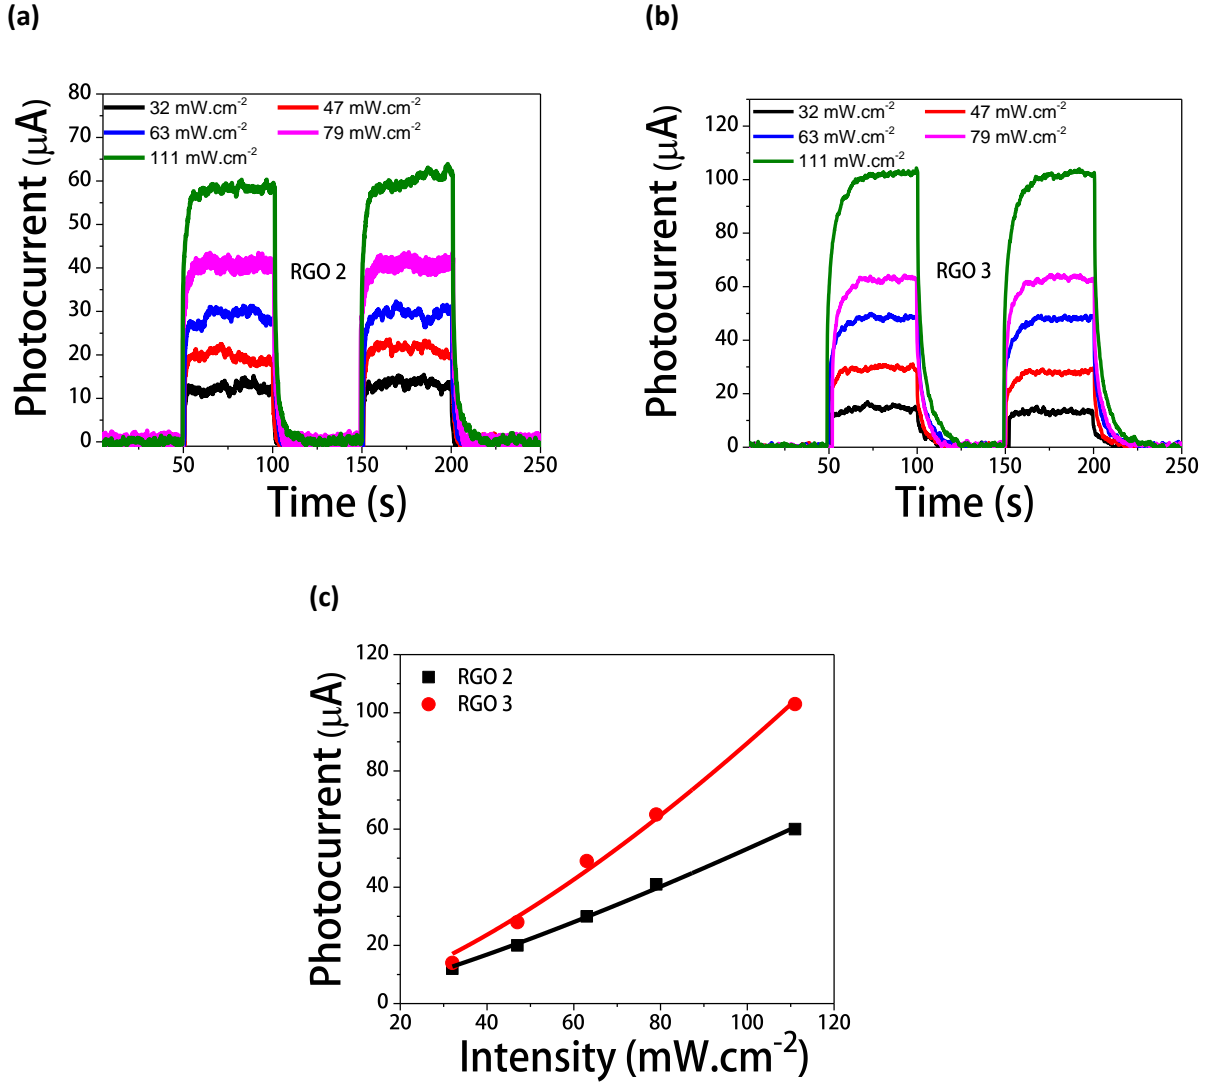 (a)
Photocurrent (μA)
80
70
60
50
40
30
20
10
0
32 mW.cm-2
47 mW.cm-2
63 mW.cm-2
79 mW.cm-2
111 mW.cm-2
RGO 2
50 100 150 200 250
Time (s)
(b)
Photocurrent (μA)
120
100
80
60
40
20
0
32 mW.cm-2
47 mW.cm-2
63 mW.cm-2
79 mW.cm-2
111 mW.cm-2
RGO 3
50 100 150 200 250
Time (s)
(c)
Photocurrent (μA)
120
100
80
60
40
20
0
RGO 2
RGO 3
20 40 60 80 100 120
Intensity (mW.cm-2)